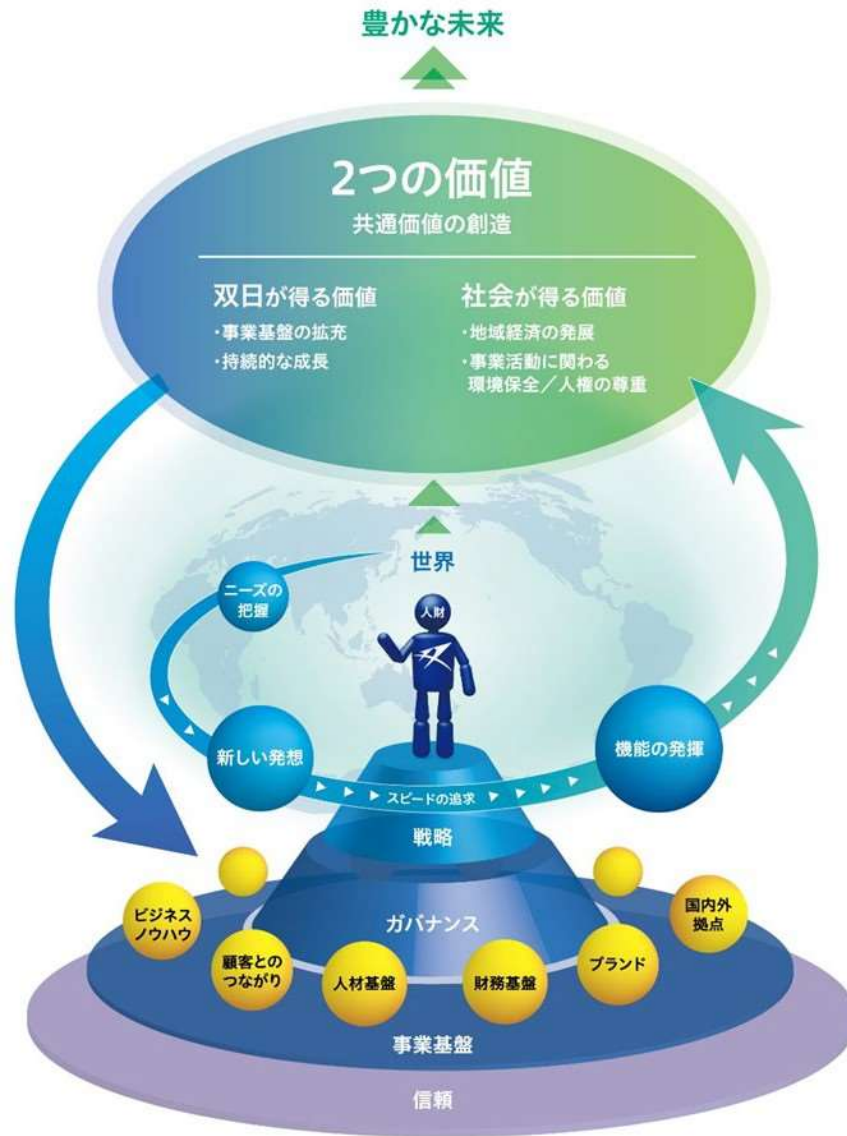 豊かな未来
2つの価値
共通価値の創造
双日が得る価値
・事業基盤の拡充
・持続的な成長
社会が得る価値
・地域経済の発展
・事業活動に関わる
環境保全／人権の尊重
世界
ニーズの
把握
人財
新しい発想
スピードの追求
機能の発揮
戦略
ガバナンス
ビジネス
ノウハウ
顧客との
つながり
人材基盤
財務基盤
ブランド
国内外
拠点
事業基盤
信頼